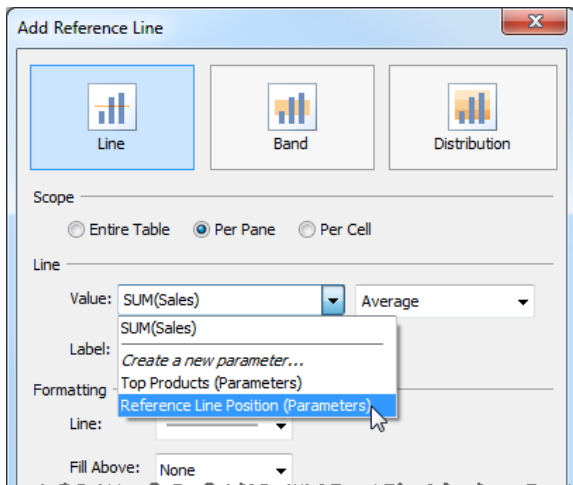 Add Reference Line
Line
Band
Distribution
Scope
Entire Table
Per Pane
Per Cell
Line
Value:
SUM(Sales)
Average
SUM(Sales)
Create a new parameter...
Top Products (Parameters)
Reference Line Position (Parameters)
Label:
Formatting
Line:
Fill Above:
None